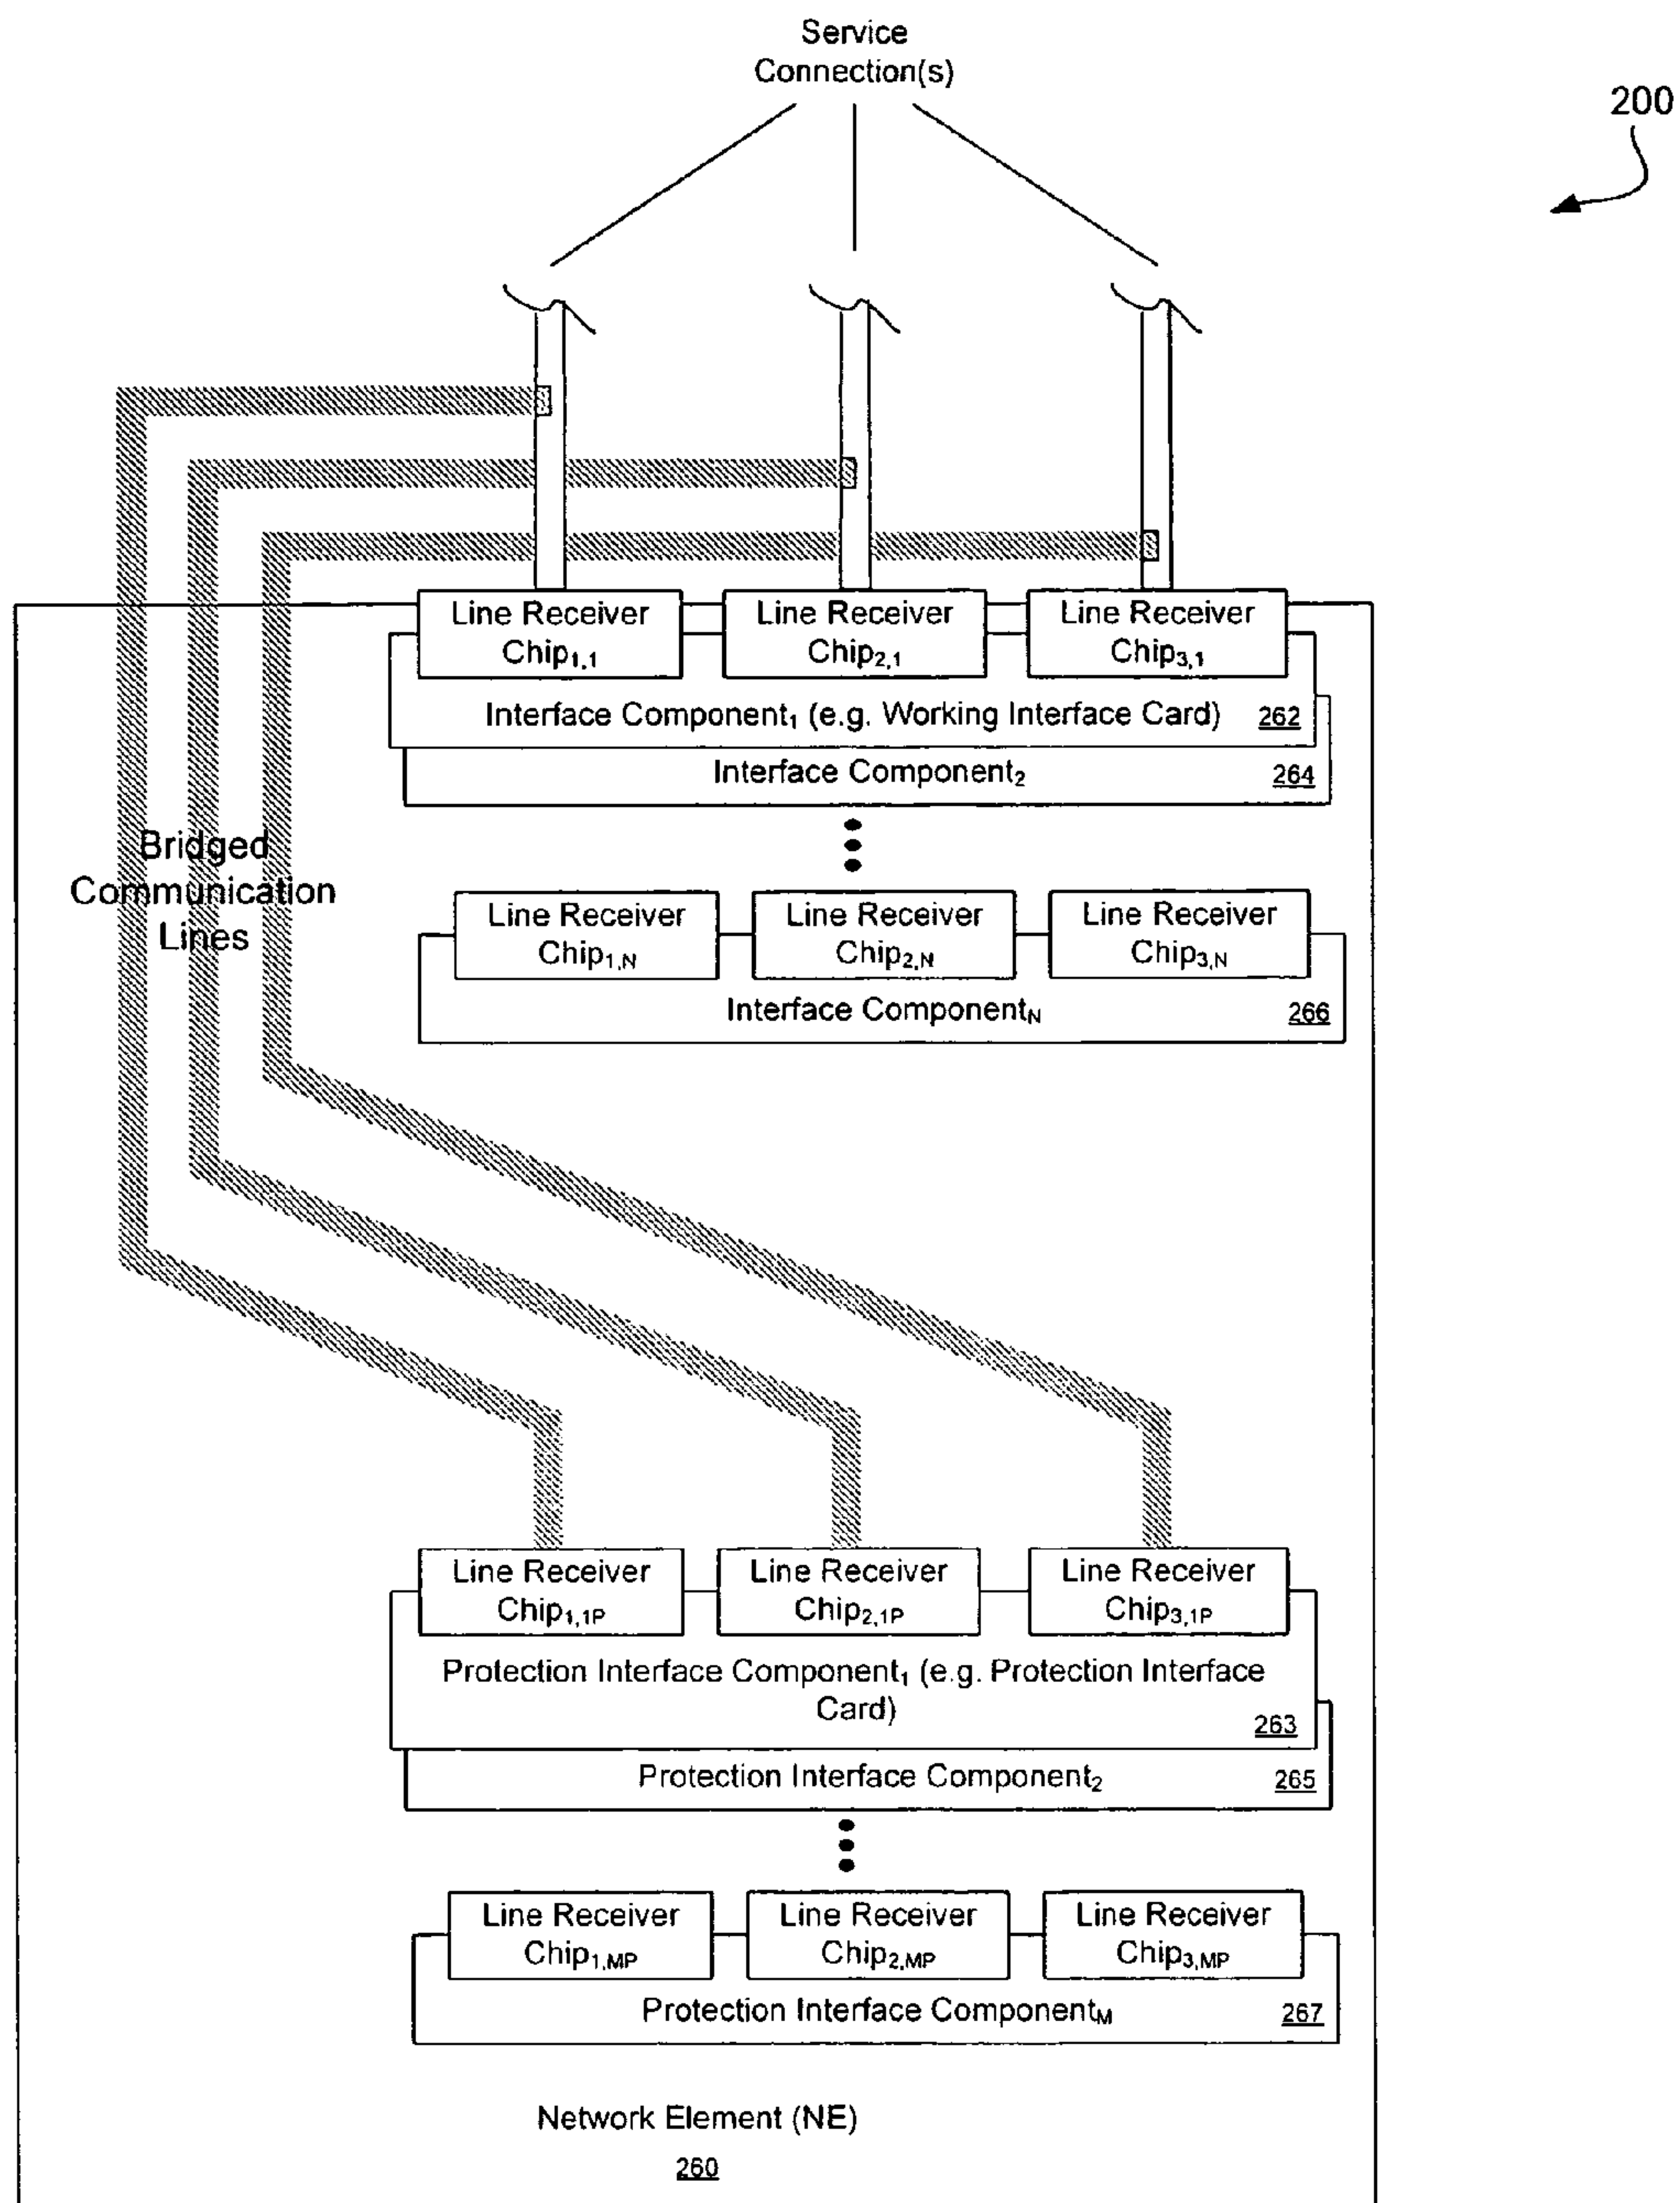 Service
Connection(s)
200
Line Receiver
Chip1,1
Line Receiver
Chip2,1
Line Receiver
Chip3,1
Interface Component1 (e.g. Working Interface Card)
262
Interface Component2
264
Bridged
Communication
Lines
Line Receiver
Chip1,N
Line Receiver
Chip2,N
Line Receiver
Chip3,N
Interface ComponentN
266
Line Receiver
Chip1,1P
Line Receiver
Chip2,1P
Line Receiver
Chip3,1P
Protection Interface Component1 (e.g. Protection Interface
Card)
263
Protection Interface Component2
265
Line Receiver
Chip1,MP
Line Receiver
Chip2,MP
Line Receiver
Chip3,MP
Protection Interface ComponentM
267
Network Element (NE)
260